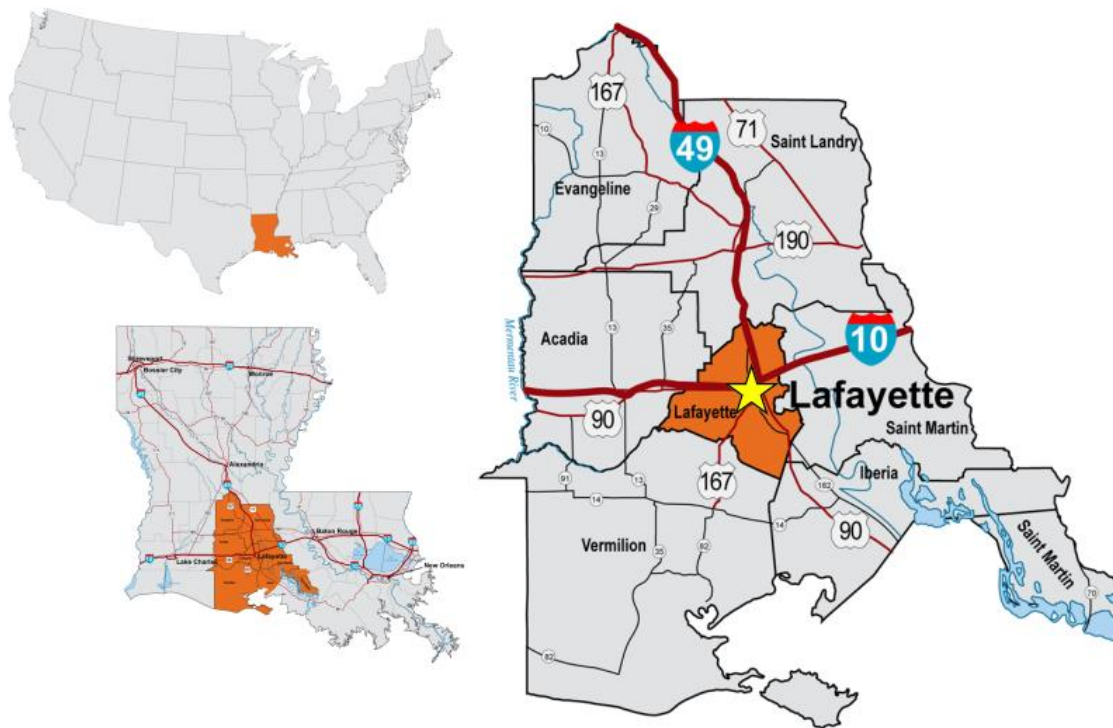 167
71
Saint Landry
49
10
13
Evangeline
29
190
Mermentau River
Acadia
13
35
10
Lafayette
Lafayette
90
Saint Martin
167
Iberia
91
13
182
14
14
90
Vermilion
35
82
Saint Martin
70
82
Shreveport
Bossier City
Monroe
Alexandria
Baton Rouge
Lafayette
Lake Charles
New Orleans